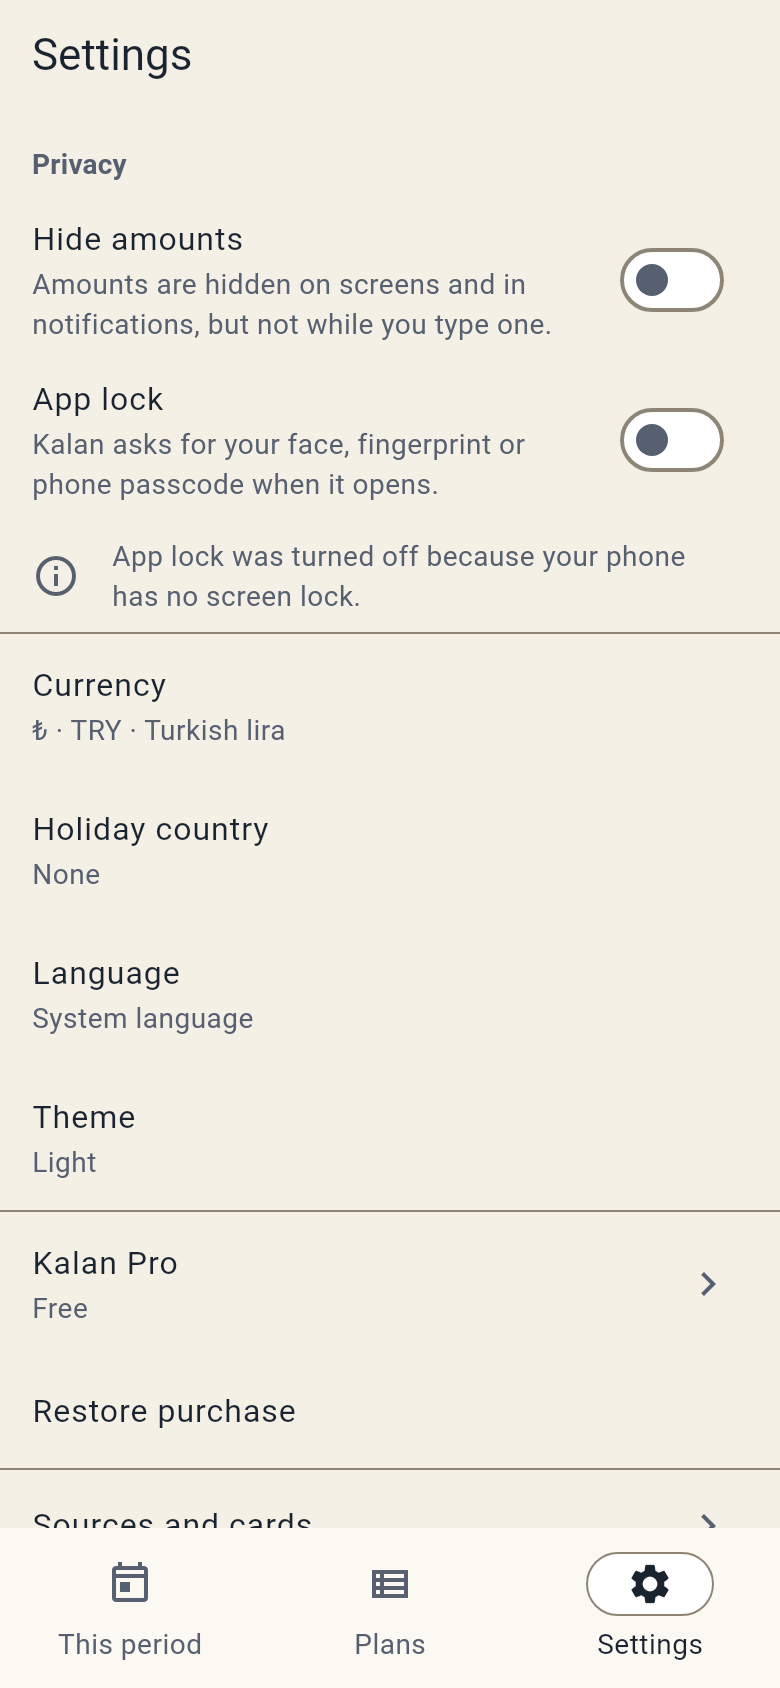 Settings
Privacy
Hide amounts
Amounts are hidden on screens and in
notifications, but not while you type one.
App lock
Kalan asks for your face, fingerprint or
phone passcode when it opens.
App lock was turned off because your phone
has no screen lock.
Currency
₺ · TRY · Turkish lira
Holiday country
None
Language
System language
Theme
Light
Kalan Pro
Free
Restore purchase
Sources and cards
This period
Plans
Settings